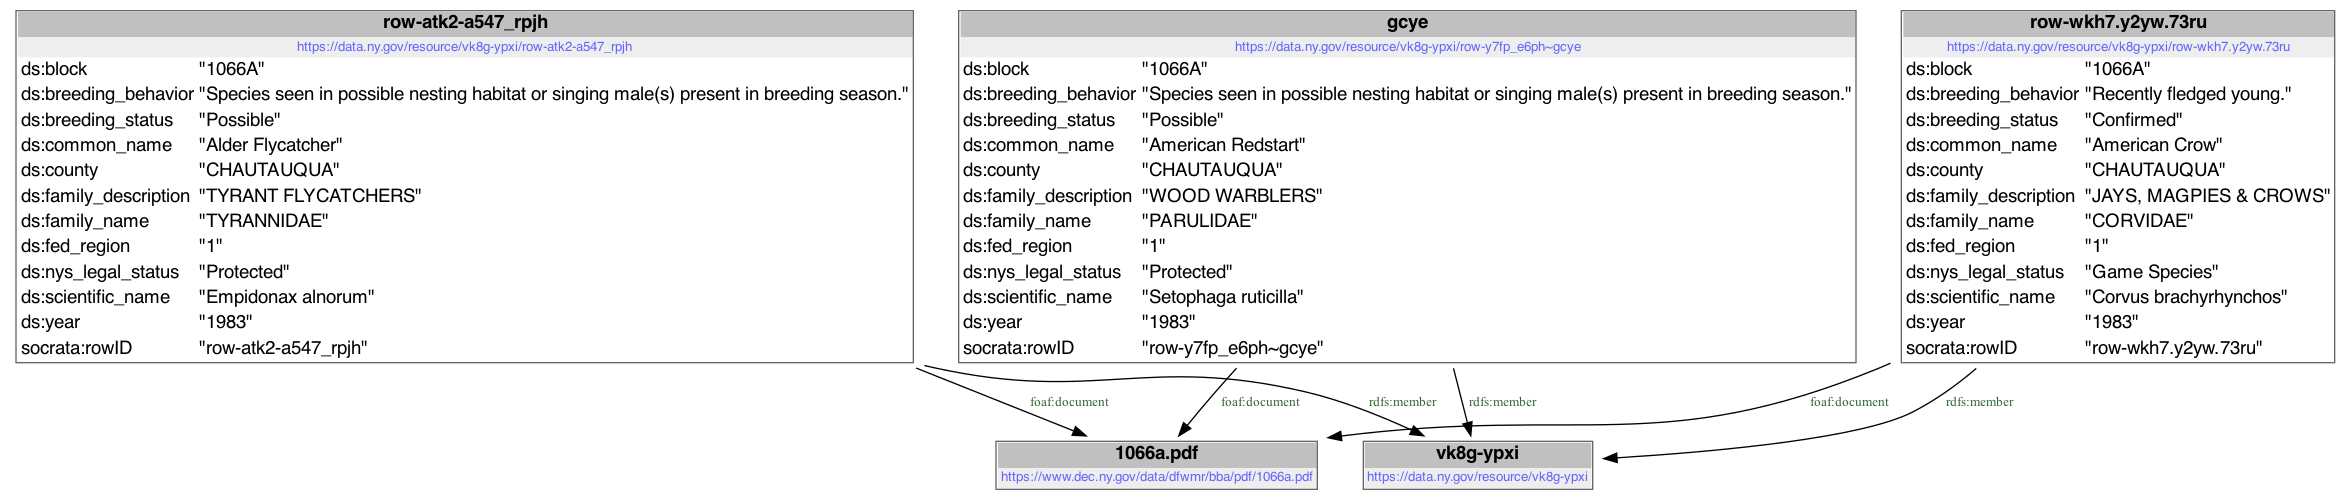 row-atk2-a547_rpjh
https://data.ny.gov/resource/vk8g-ypxi/row-atk2-a547_rpjh
ds:block "1066A"
ds:breeding_behavior "Species seen in possible nesting habitat or singing male(s) present in breeding season."
ds:breeding_status "Possible"
ds:common_name "Alder Flycatcher"
ds:county "CHAUTAUQUA"
ds:family_description "TYRANT FLYCATCHERS"
ds:family_name "TYRANNIDAE"
ds:fed_region "1"
ds:nys_legal_status "Protected"
ds:scientific_name "Empidonax alnorum"
ds:year "1983"
socrata:rowID "row-atk2-a547_rpjh"
gcye
https://data.ny.gov/resource/vk8g-ypxi/row-y7fp_e6ph~gcye
ds:block "1066A"
ds:breeding_behavior "Species seen in possible nesting habitat or singing male(s) present in breeding season."
ds:breeding_status "Possible"
ds:common_name "American Redstart"
ds:county "CHAUTAUQUA"
ds:family_description "WOOD WARBLERS"
ds:family_name "PARULIDAE"
ds:fed_region "1"
ds:nys_legal_status "Protected"
ds:scientific_name "Setophaga ruticilla"
ds:year "1983"
socrata:rowID "row-y7fp_e6ph~gcye"
row-wkh7.y2yw.73ru
https://data.ny.gov/resource/vk8g-ypxi/row-wkh7.y2yw.73ru
ds:block "1066A"
ds:breeding_behavior "Recently fledged young."
ds:breeding_status "Confirmed"
ds:common_name "American Crow"
ds:county "CHAUTAUQUA"
ds:family_description "JAYS, MAGPIES & CROWS"
ds:family_name "CORVIDAE"
ds:fed_region "1"
ds:nys_legal_status "Game Species"
ds:scientific_name "Corvus brachyrhynchos"
ds:year "1983"
socrata:rowID "row-wkh7.y2yw.73ru"
foaf:document
foaf:document
rdfs:member
rdfs:member
foaf:document
rdfs:member
1066a.pdf
https://www.dec.ny.gov/data/dfwmr/bba/pdf/1066a.pdf
vk8g-ypxi
https://data.ny.gov/resource/vk8g-ypxi